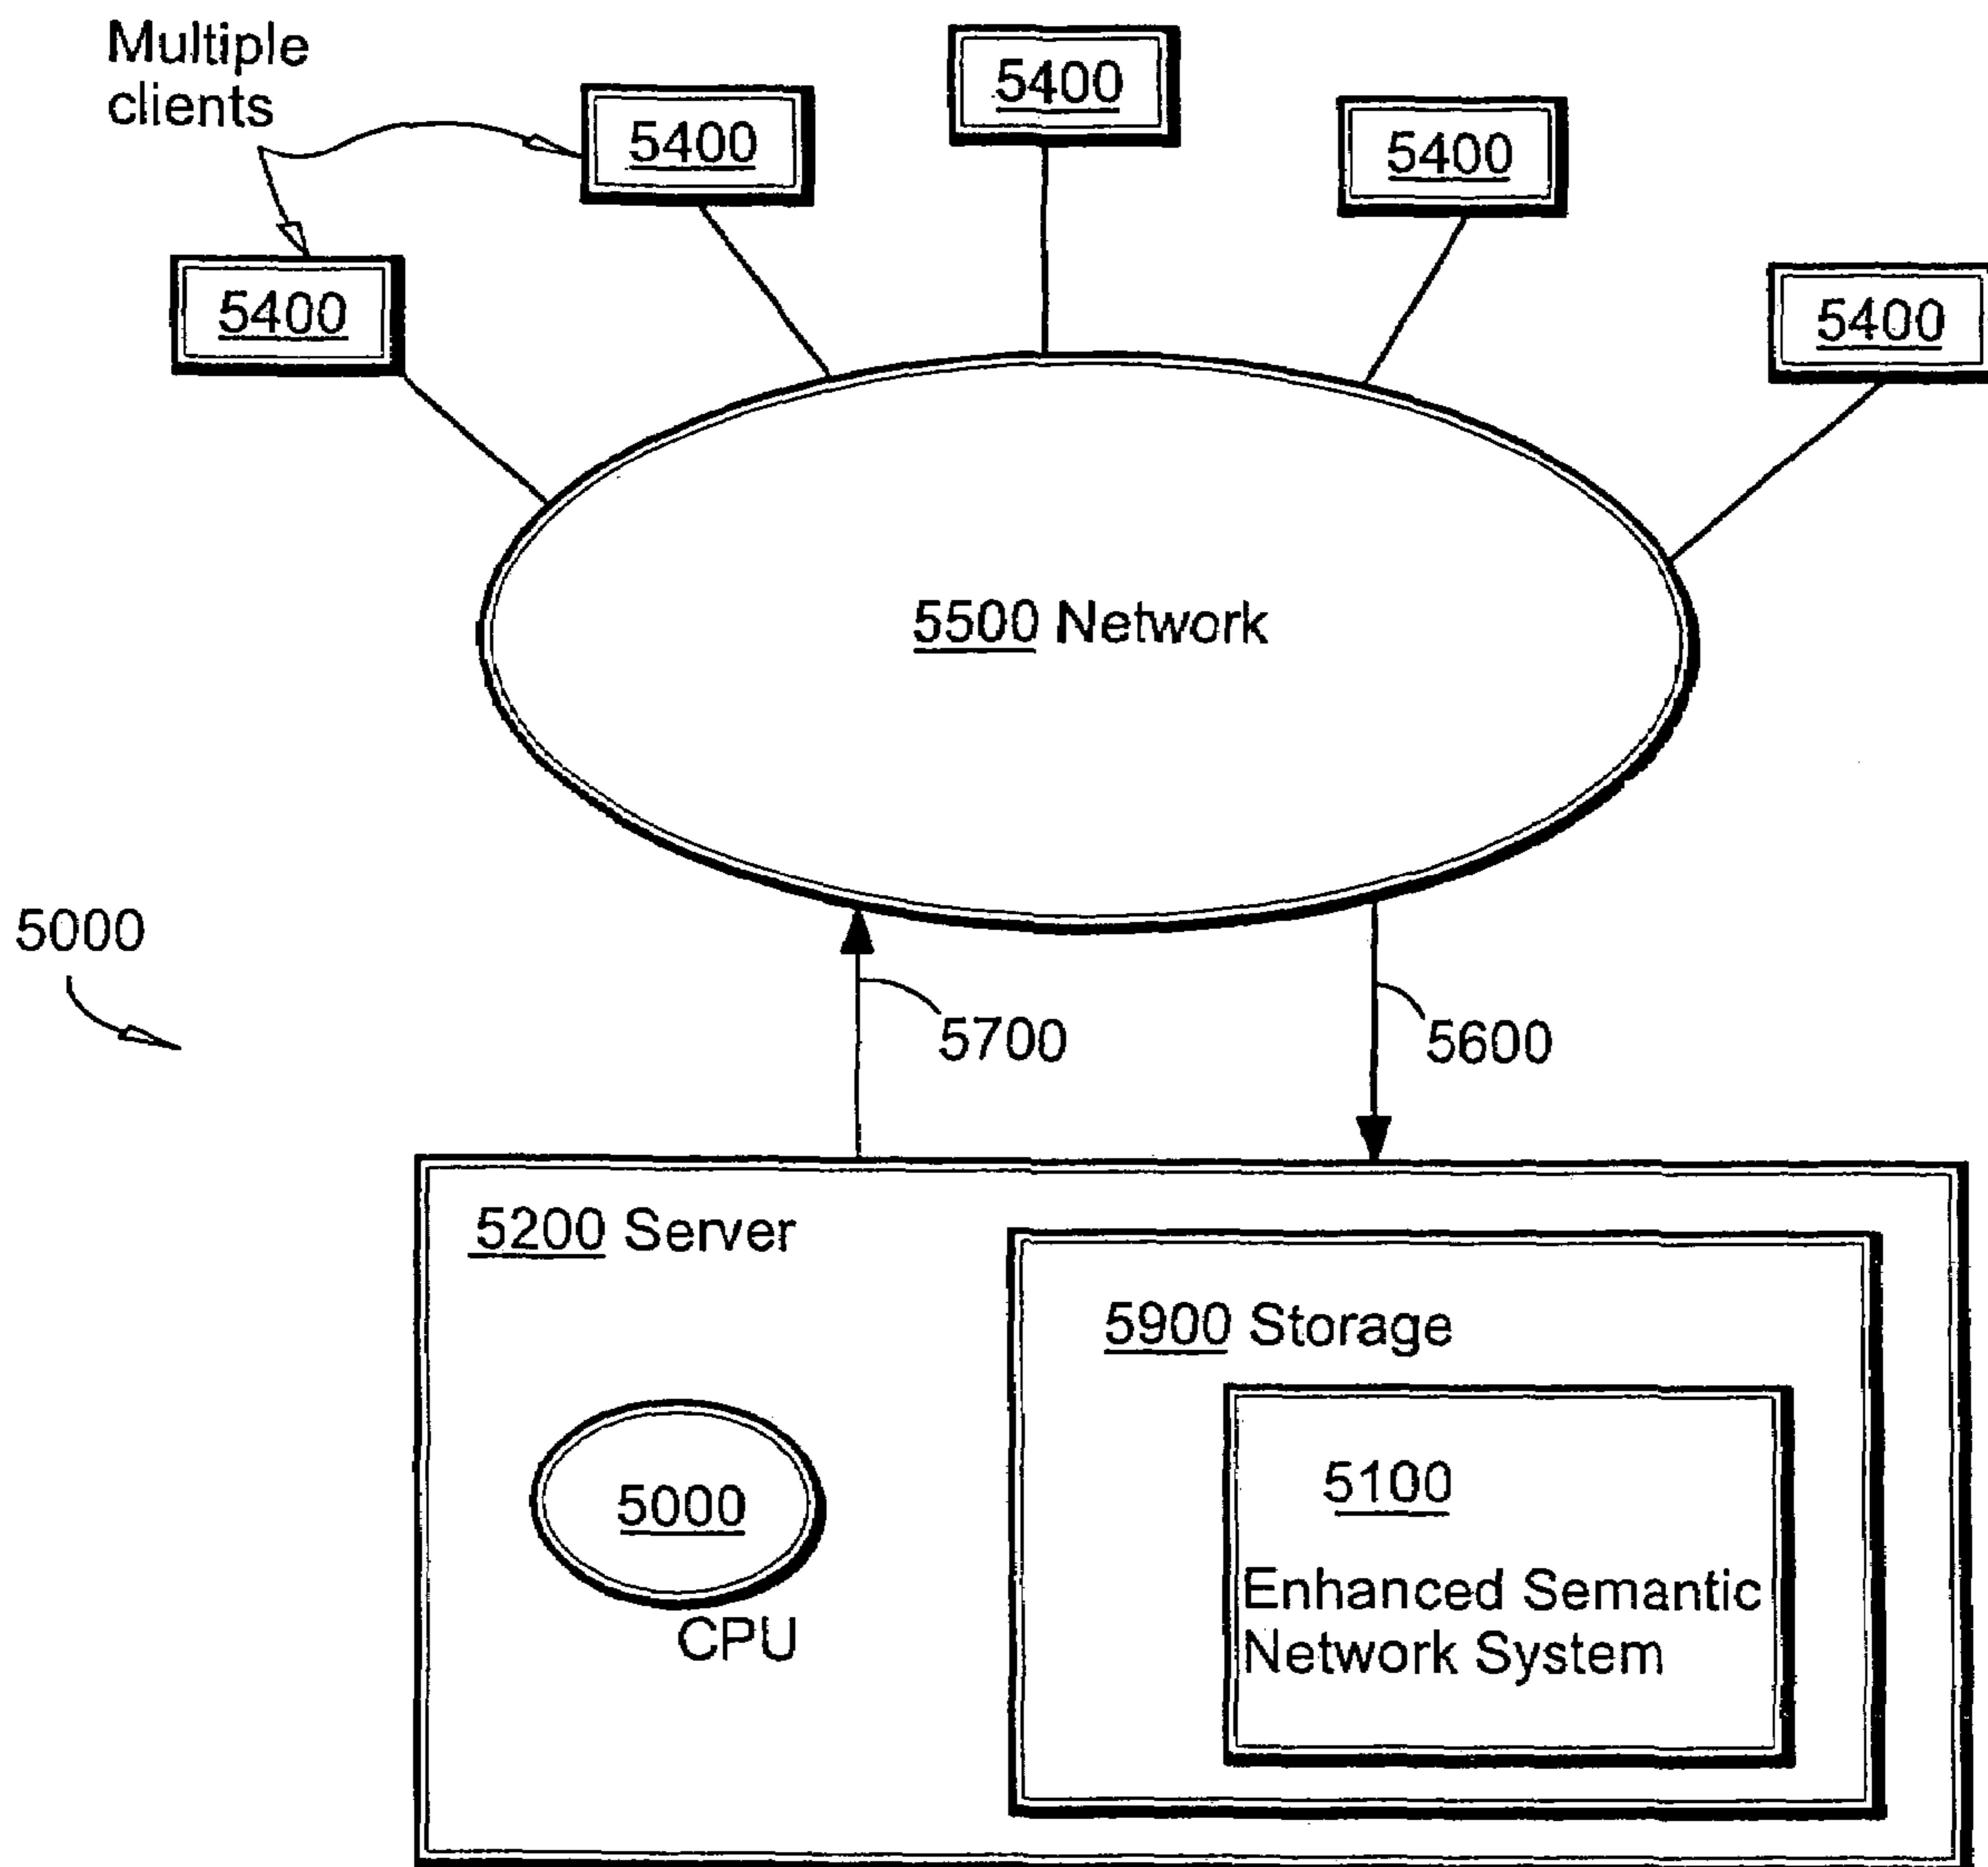 Multiple
clients
5400
5400
5400
5400
5400
5500 Network
5000
5700
5600
5200 Server
5900 Storage
5000
CPU
5100
Enhanced Semantic
Network System